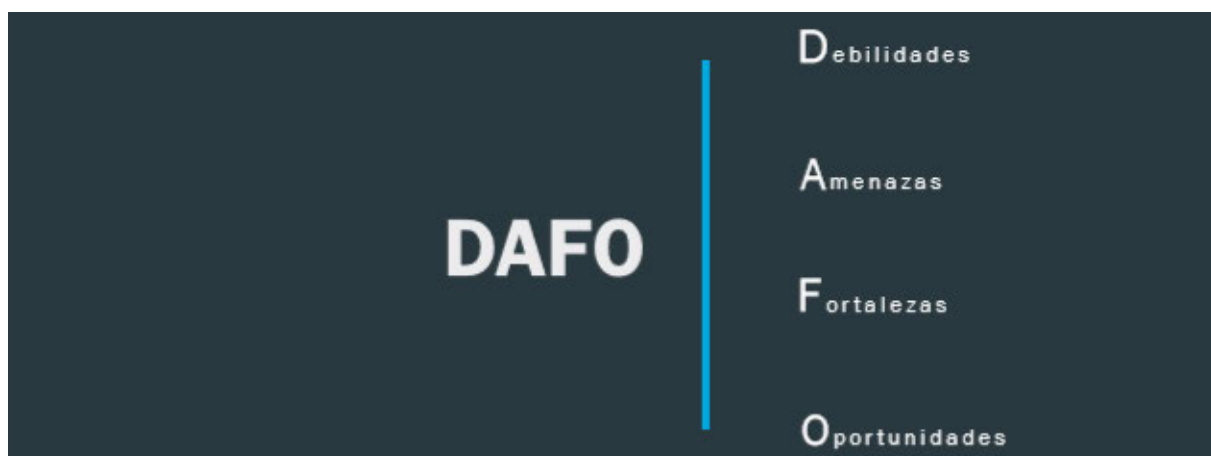 DAFO
Debilidades
Amenazas
Fortalezas
Oportunidades